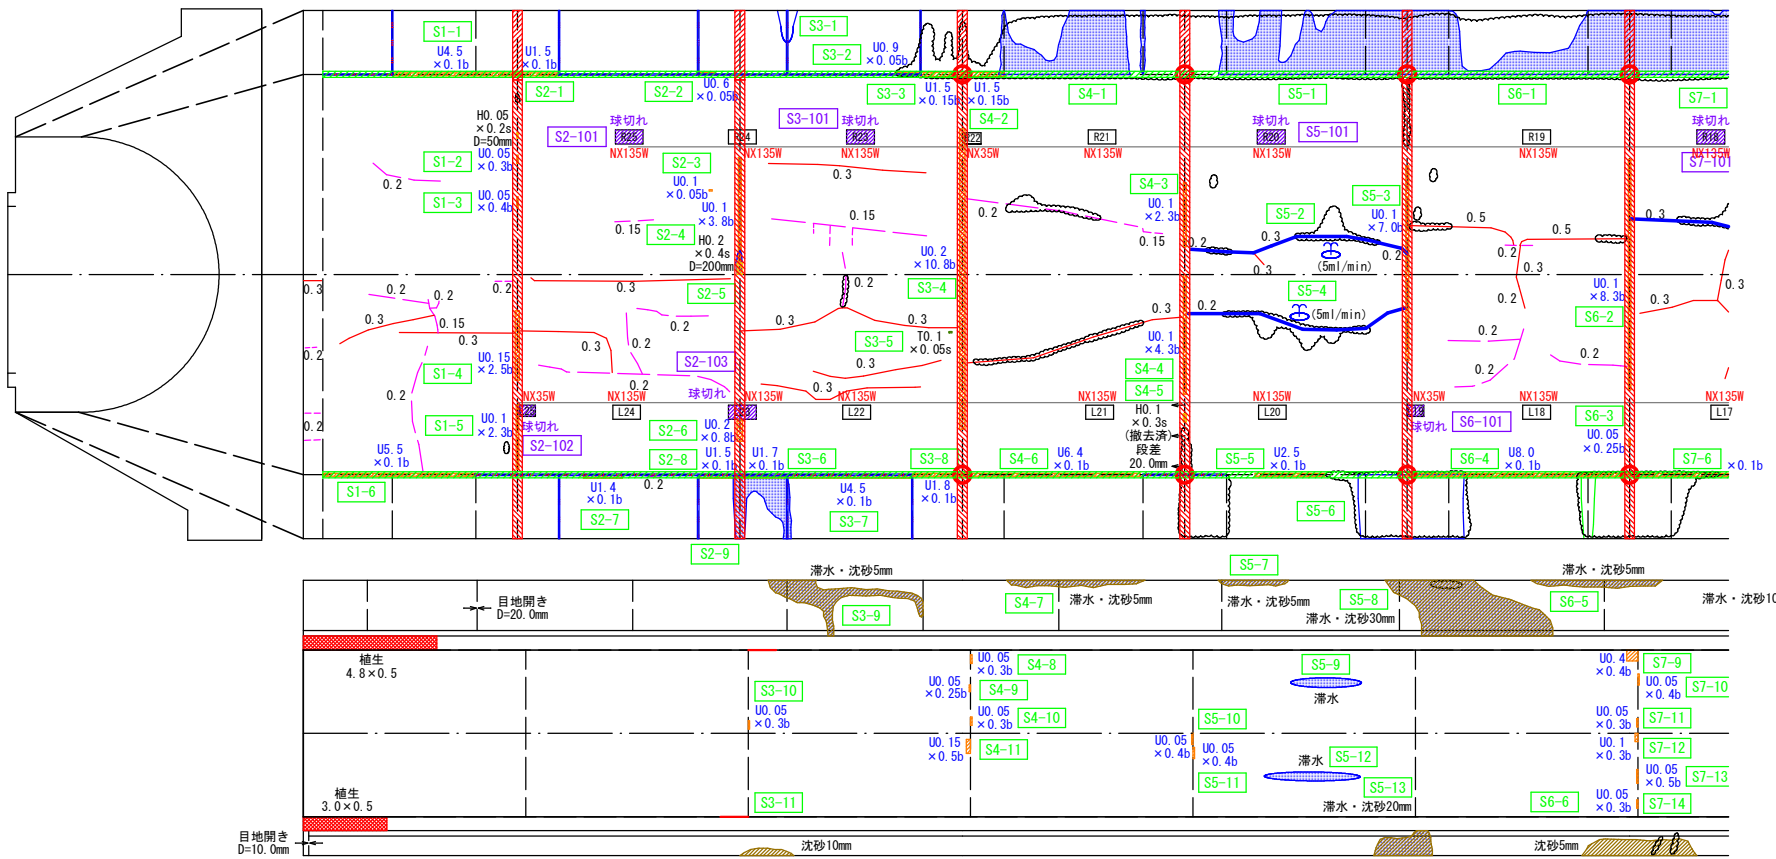 S1-1
U4.5
×0.1b
U1.5
×0.1b
S3-1
S3-2
U0.9
×0.05b
S2-1
S2-2
U0.6
×0.05b
S3-3
U1.5
×0.15b
U1.5
×0.15b
S4-1
S5-1
S6-1
S7-1
H0.05
×0.2s
D=50mm
S2-101
球切れ
R25
R24
S3-101
球切れ
R23
S4-2
R22
R21
球切れ
R20
S5-101
R19
球切れ
R18
NX135W
NX135W
NX135W
NX35W
NX135W
NX135W
NX135W
NX135W
S7-101
S1-2
U0.05
×0.3b
0.2
S1-3
U0.05
×0.4b
S2-3
U0.1
×0.05b
U0.1
×3.8b
0.15
S2-4
H0.2
×0.4s
D=200mm
0.3
0.15
U0.2
×10.8b
0.2
S4-3
U0.1
×2.3b
0.15
S5-2
S5-3
U0.1
×7.0b
0.2
0.3
0.3
(5ml/min)
0.2
0.5
0.5
0.2
0.3
0.3
0.3
0.2
0.2
0.2
0.3
S2-5
0.2
S3-4
S5-4
U0.1
×8.3b
0.3
0.3
0.15
0.3
0.2
0.3
0.3
S3-5
T0.1
×0.05s
0.3
0.2
0.3
(5ml/min)
0.2
S6-2
0.2
S1-4
U0.15
×2.5b
0.3
0.2
0.2
S2-103
0.3
0.3
U0.1
×4.3b
S4-4
S4-5
0.2
0.2
0.2
S1-5
U0.1
×2.3b
NX35W
NX135W
球切れ
NX135W
NX135W
NX135W
NX35W
NX135W
NX135W
L24
L22
L21
L20
L19
L18
L17
球切れ
S2-102
S2-6
U0.2
×0.8b
H0.1
×0.3s
(撤去済)
段差
20.0mm
球切れ
S6-101
S6-3
U0.05
×0.25b
U5.5
×0.1b
S2-8
U1.5
×0.1b
U1.7
×0.1b
S3-6
S3-8
S4-6
U6.4
×0.1b
S5-5
U2.5
×0.1b
S6-4
U8.0
×0.1b
S7-6
×0.1b
S1-6
U1.4
×0.1b
0.2
S2-7
U4.5
×0.1b
S3-7
U1.8
×0.1b
S5-6
S2-9
滞水・沈砂5mm
S5-7
滞水・沈砂5mm
目地開き
D=20.0mm
S3-9
S4-7
滞水・沈砂5mm
滞水・沈砂5mm
S5-8
滞水・沈砂30mm
S6-5
滞水・沈砂10
植生
4.8×0.5
S3-10
U0.05
×0.3b
U0.05
×0.3b
S4-8
U0.05
×0.25b
S4-9
U0.05
×0.3b
S4-10
U0.15
×0.5b
S4-11
S5-9
滞水
S5-10
U0.05
×0.4b
U0.05
×0.4b
S5-11
滞水
S5-12
S5-13
滞水・沈砂20mm
U0.4
×0.4b
S7-9
U0.05
×0.4b
S7-10
U0.05
×0.3b
S7-11
U0.1
×0.3b
S7-12
U0.05
×0.5b
S7-13
S6-6
U0.05
×0.3b
S7-14
植生
3.0×0.5
S3-11
目地開き
D=10.0mm
沈砂10mm
沈砂5mm